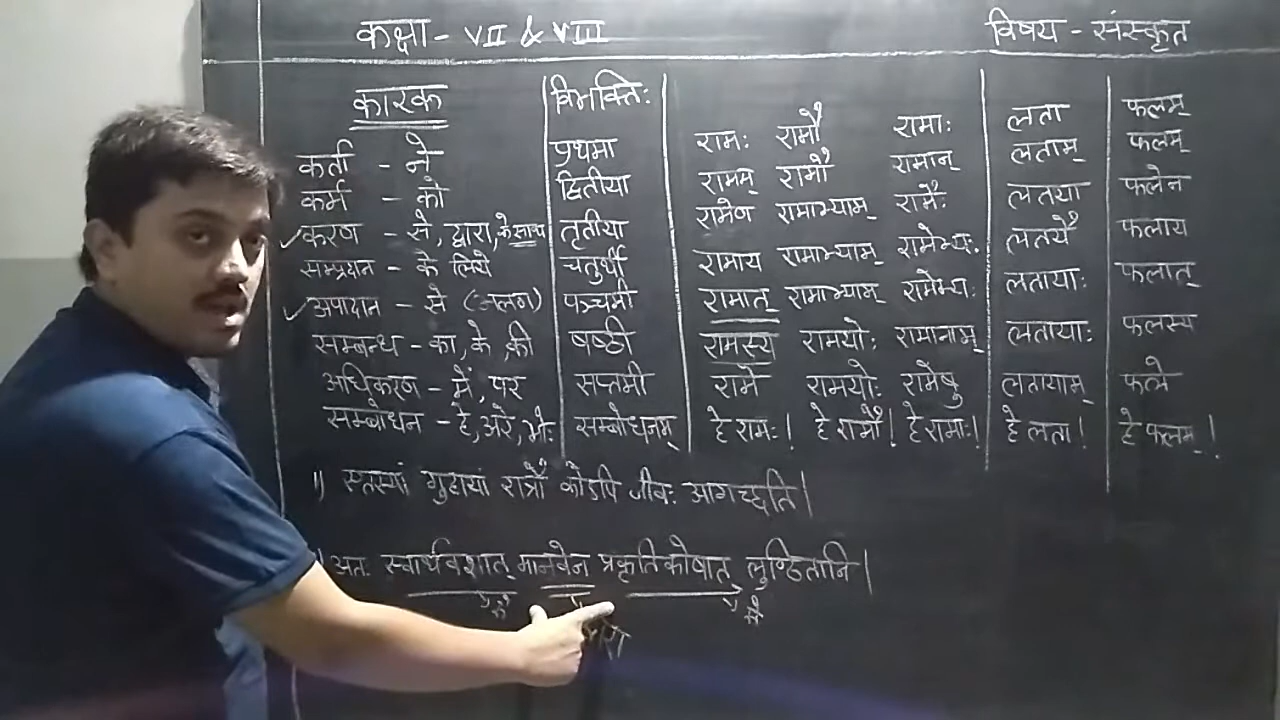 कक्षा - VII & VIII विषय - संस्कृत
कारक विभक्तिः
कर्ता - ने प्रथमा रामः रामौ रामाः लता फलम्
कर्म - को द्वितीया रामम् रामौ रामान् लताम् फलम्
करण - से, द्वारा, के साथ तृतीया रामेण रामाभ्याम् रामैः लतया फलेन
सम्प्रदान - के लिये चतुर्थी रामाय रामाभ्याम् रामेभ्यः लतायै फलाय
अपादान - से (अलग) पञ्चमी रामात् रामाभ्याम् रामेभ्यः लतायाः फलात्
सम्बन्ध - का, के, की षष्ठी रामस्य रामयोः रामानाम् लतायाः फलस्य
अधिकरण - में, पर सप्तमी रामे रामयोः रामेषु लतायाम् फले
सम्बोधन - हे, अरे, भोः सम्बोधनम् हे रामः! हे रामौ! हे रामाः! हे लता! हे फलम्!
एतस्यां गुहायां रात्रौ कोऽपि जीवः आगच्छति।
अतः स्वार्थवशात् मानवेन प्रकृतिकोषात् लुण्ठितानि।
से से